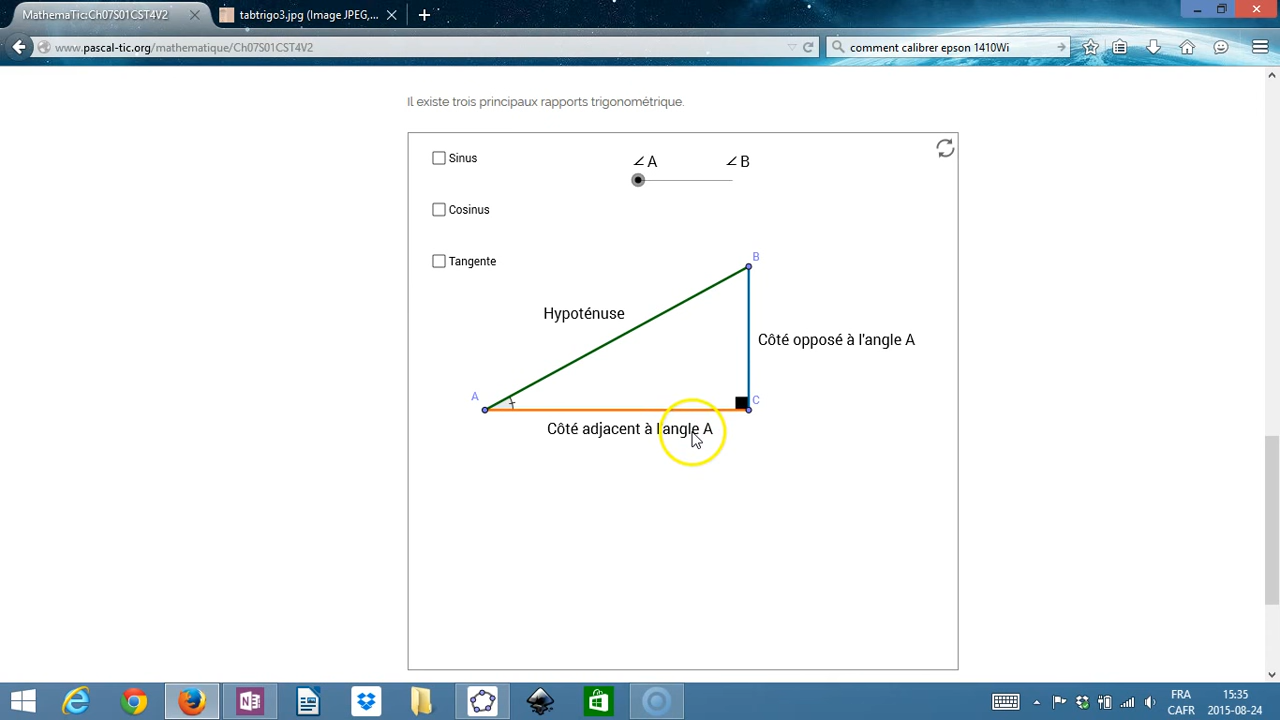 MathemaTic:Ch07S01CST4V2
tabtrigo3.jpg (Image JPEG,...
www.pascal-tic.org/mathematique/Ch07S01CST4V2
comment calibrer epson 1410Wi
Il existe trois principaux rapports trigonométrique.
Sinus
∠ A
∠ B
Cosinus
Tangente
B
Hypoténuse
Côté opposé à l'angle A
A
C
Côté adjacent à l'angle A
FRA
CAFR
15:35
2015-08-24